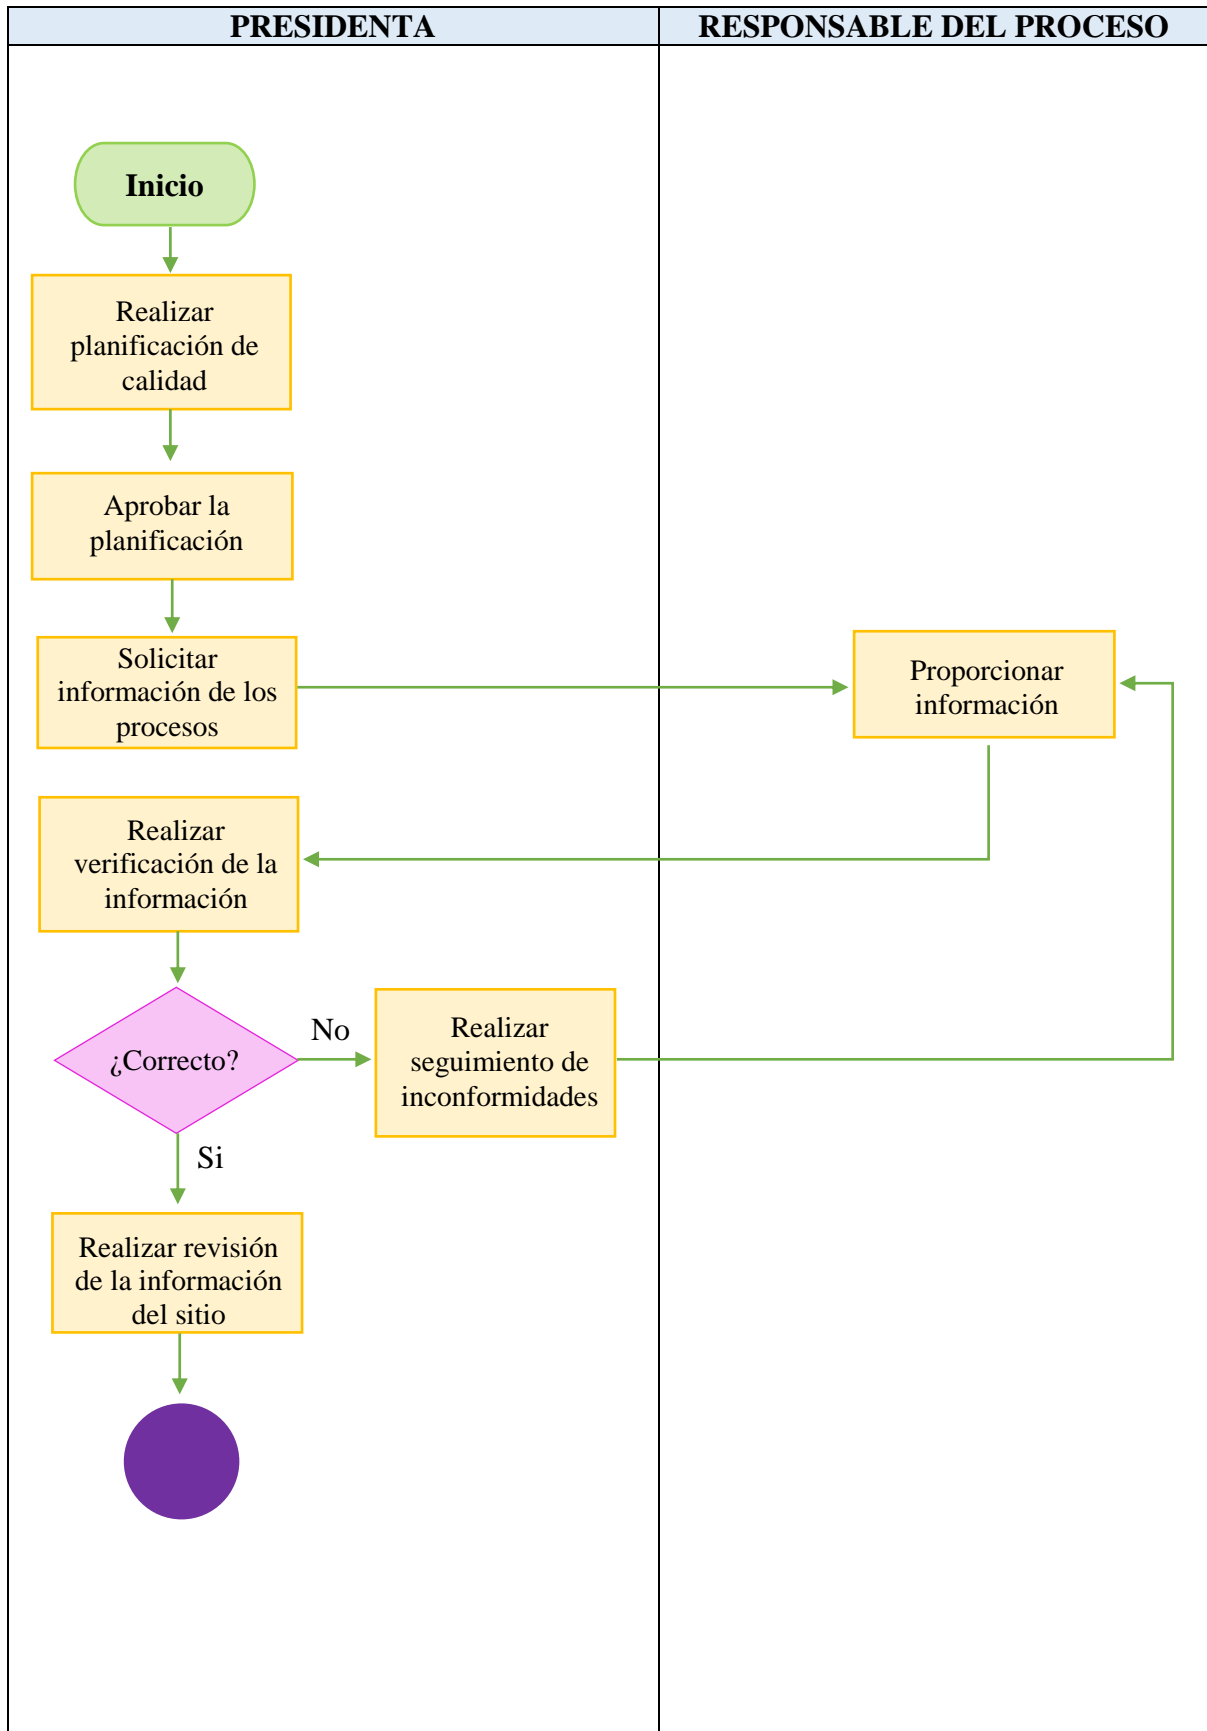 PRESIDENTA
RESPONSABLE DEL PROCESO
Inicio
Realizar
planificación de
calidad
Aprobar la
planificación
Solicitar
información de los
procesos
Proporcionar
información
Realizar
verificación de la
información
¿Correcto?
No
Realizar
seguimiento de
inconformidades
Si
Realizar revisión
de la información
del sitio